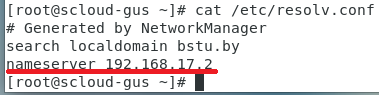 [root@scloud-gus ~]# cat /etc/resolv.conf
# Generated by NetworkManager
search localdomain bstu.by
nameserver 192.168.17.2
[root@scloud-gus ~]#